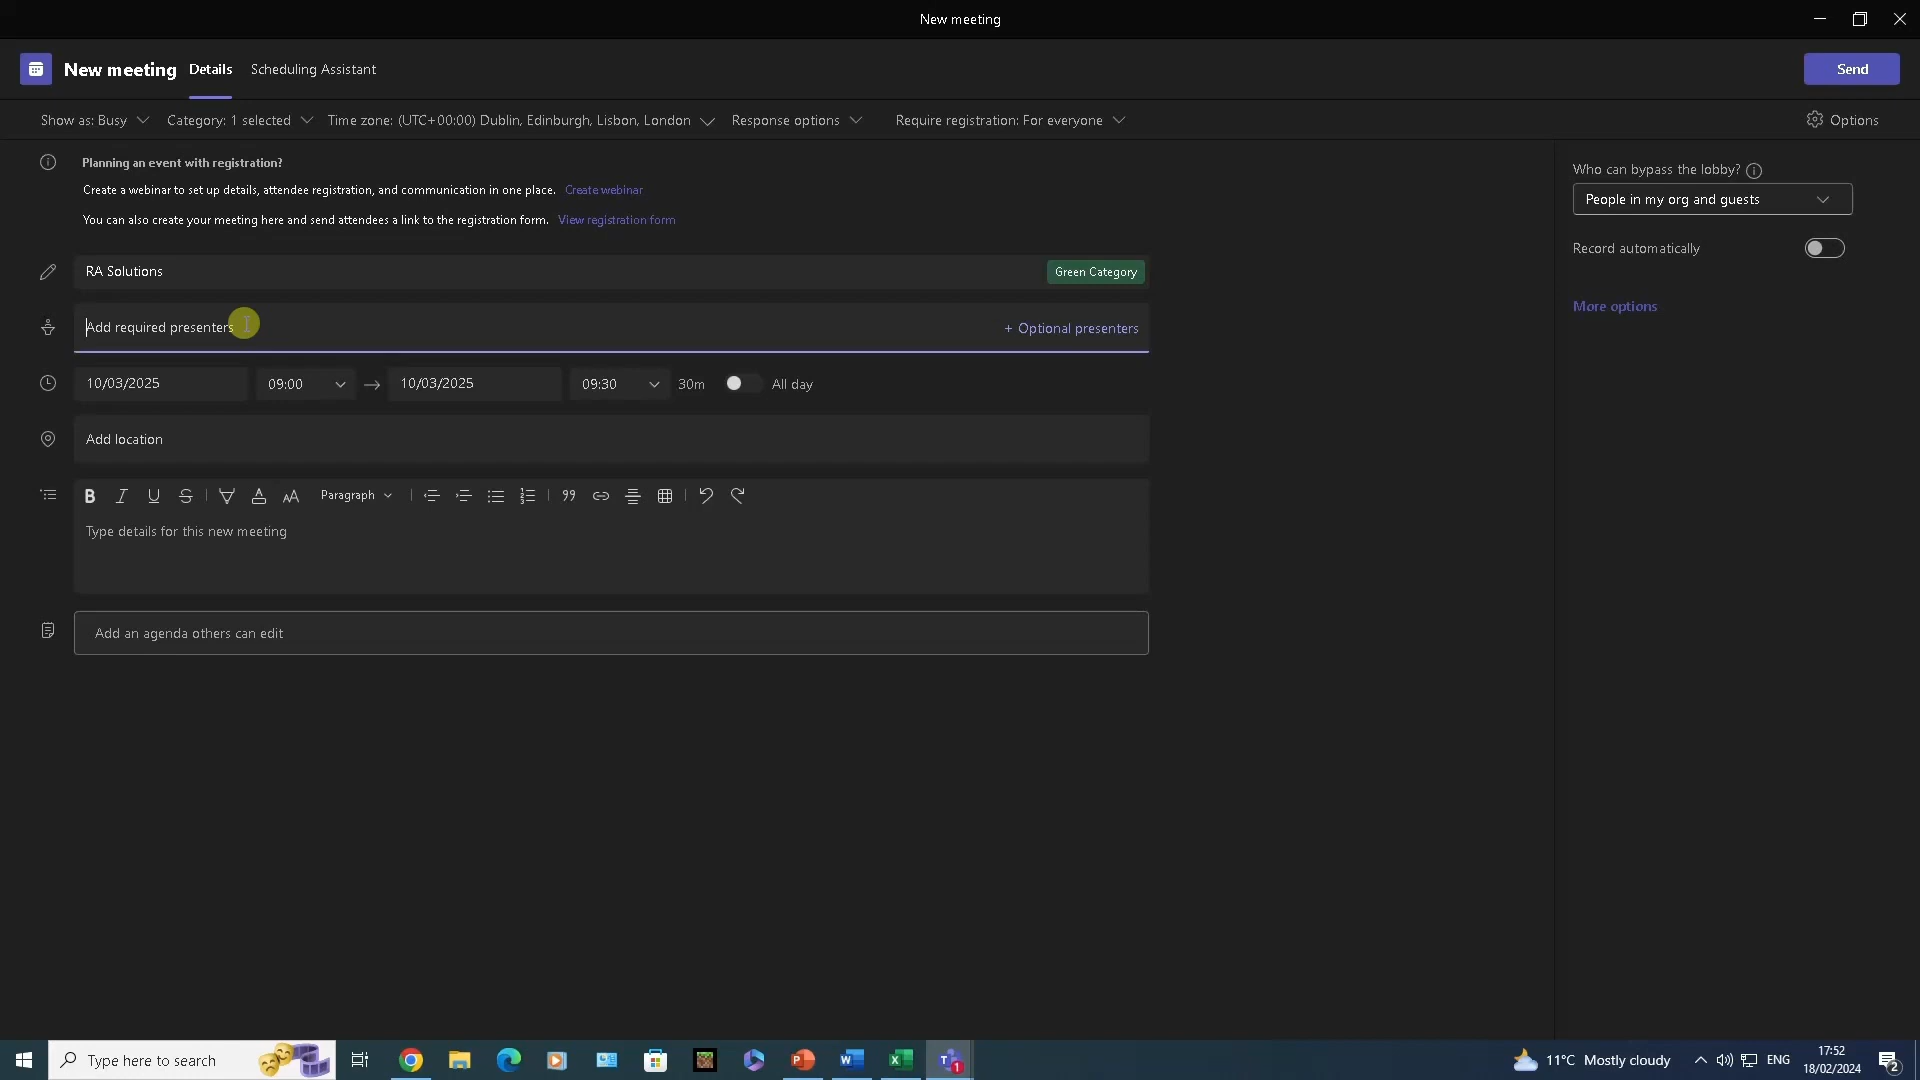 New meeting
New meeting Details Scheduling Assistant Send
Show as: Busy Category: 1 selected Time zone: (UTC+00:00) Dublin, Edinburgh, Lisbon, London Response options Require registration: For everyone Options
Planning an event with registration?
Create a webinar to set up details, attendee registration, and communication in one place. Create webinar
You can also create your meeting here and send attendees a link to the registration form. View registration form
Who can bypass the lobby?
People in my org and guests
Record automatically
More options
RA Solutions Green Category
Add required presenters + Optional presenters
10/03/2025 09:00 10/03/2025 09:30 30m All day
Add location
Paragraph
Type details for this new meeting
Add an agenda others can edit
Type here to search
11°C Mostly cloudy ENG 17:52
18/02/2024 2